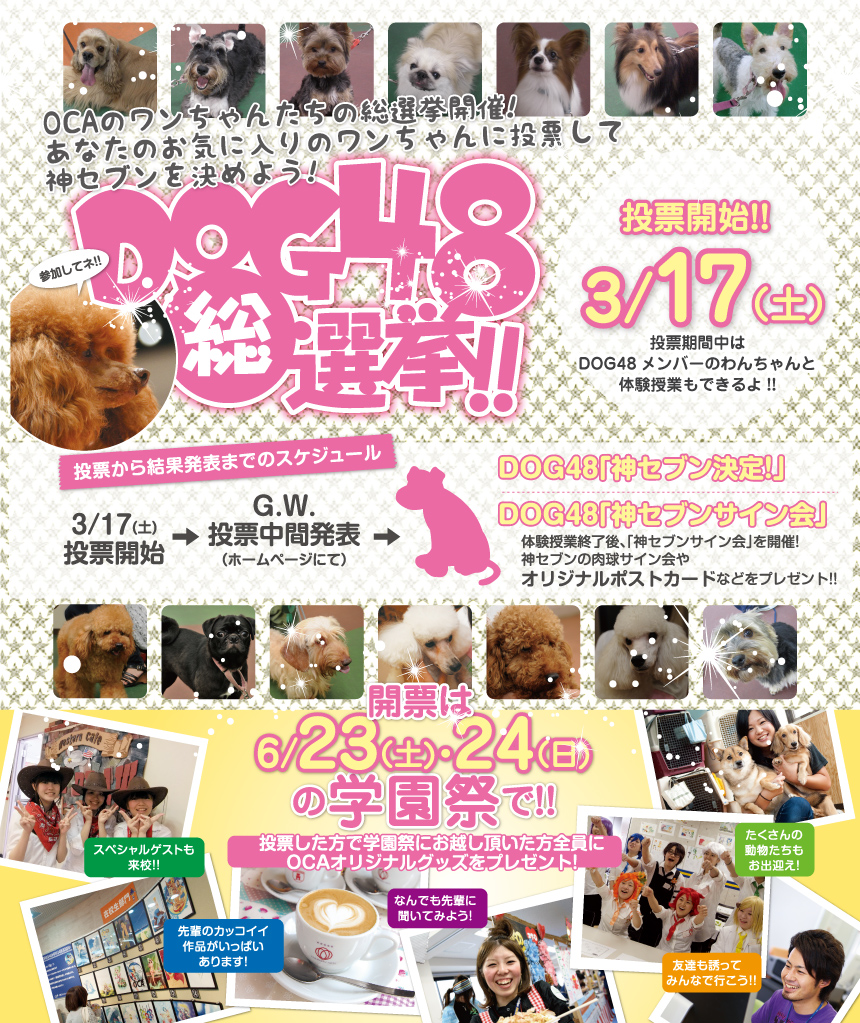 OCAのワンちゃんたちの総選挙開催!
あなたのお気に入りのワンちゃんに投票して
神セブンを決めよう!
DOG48
総選挙!!
参加してネ!!
投票開始!!
3/17(土)
投票期間中は
DOG48 メンバーのわんちゃんと
体験授業もできるよ!!
投票から結果発表までのスケジュール
3/17(土)
投票開始
G.W.
投票中間発表
(ホームページにて)
DOG48「神セブン決定!」
DOG48「神セブンサイン会」
体験授業終了後、「神セブンサイン会」を開催!
神セブンの肉球サイン会や
オリジナルポストカードなどをプレゼント!!
開票は
6/23(土)・24(日)
の学園祭で!!
投票した方で学園祭にお越し頂いた方全員に
OCAオリジナルグッズをプレゼント!
スペシャルゲストも
来校!!
たくさんの
動物たちも
お出迎え!
なんでも先輩に
聞いてみよう!
先輩のカッコイイ
作品がいっぱい
あります!
友達も誘って
みんなで行こう!!